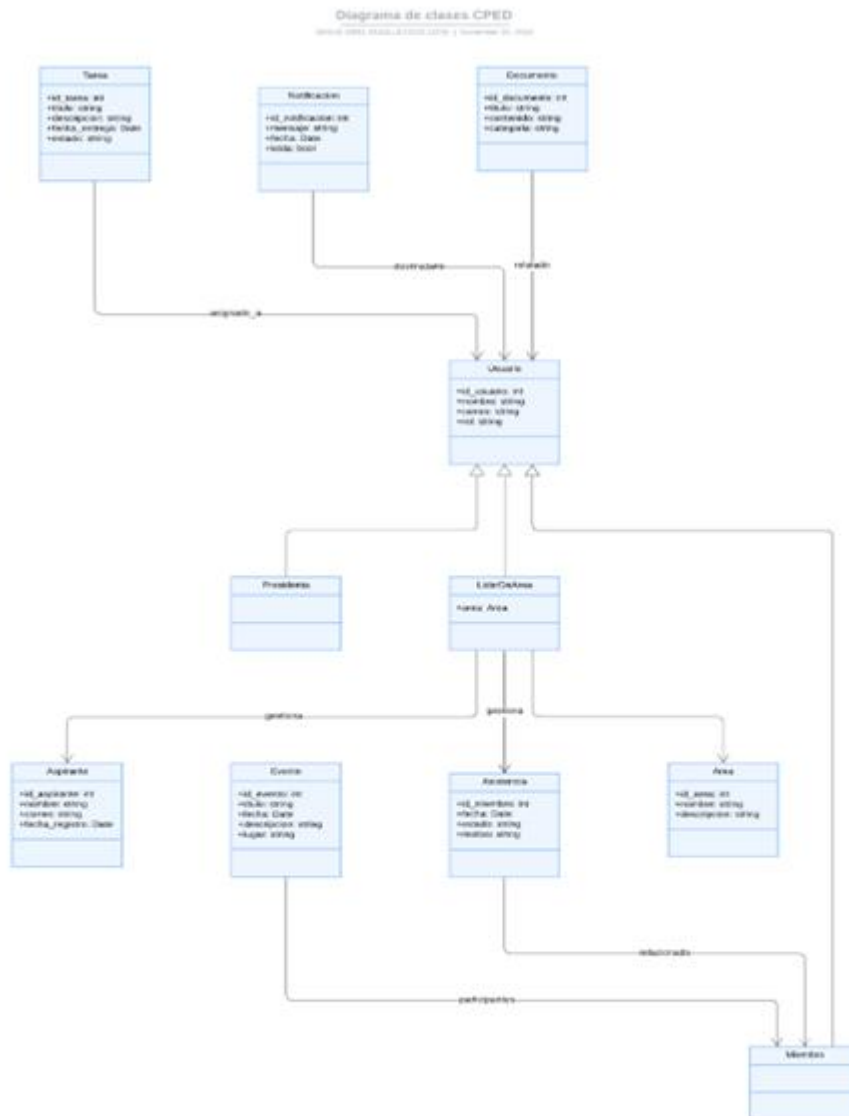 Diagrama de clases CPED
Tarea
+id_tarea: int
+titulo: string
+descripcion: string
+fecha_entrega: Date
+estado: string
Notificacion
+id_notificacion: int
+mensaje: string
+fecha: Date
+leida: bool
Documento
+id_documento: int
+titulo: string
+contenido: string
+categoria: string
destinatario
asignado_a
Usuario
+id_usuario: int
+nombre: string
+correo: string
+rol: string
Presidente
LiderDeArea
+area: Area
gestiona
gestiona
Aspirante
+id_aspirante: int
+nombre: string
+correo: string
+fecha_registro: Date
Evento
+id_evento: int
+titulo: string
+fecha: Date
+descripcion: string
+lugar: string
Asistencia
+id_miembro: int
+fecha: Date
+estado: string
+motivo: string
Area
+id_area: int
+nombre: string
+descripcion: string
relacionado
participantes
Miembro